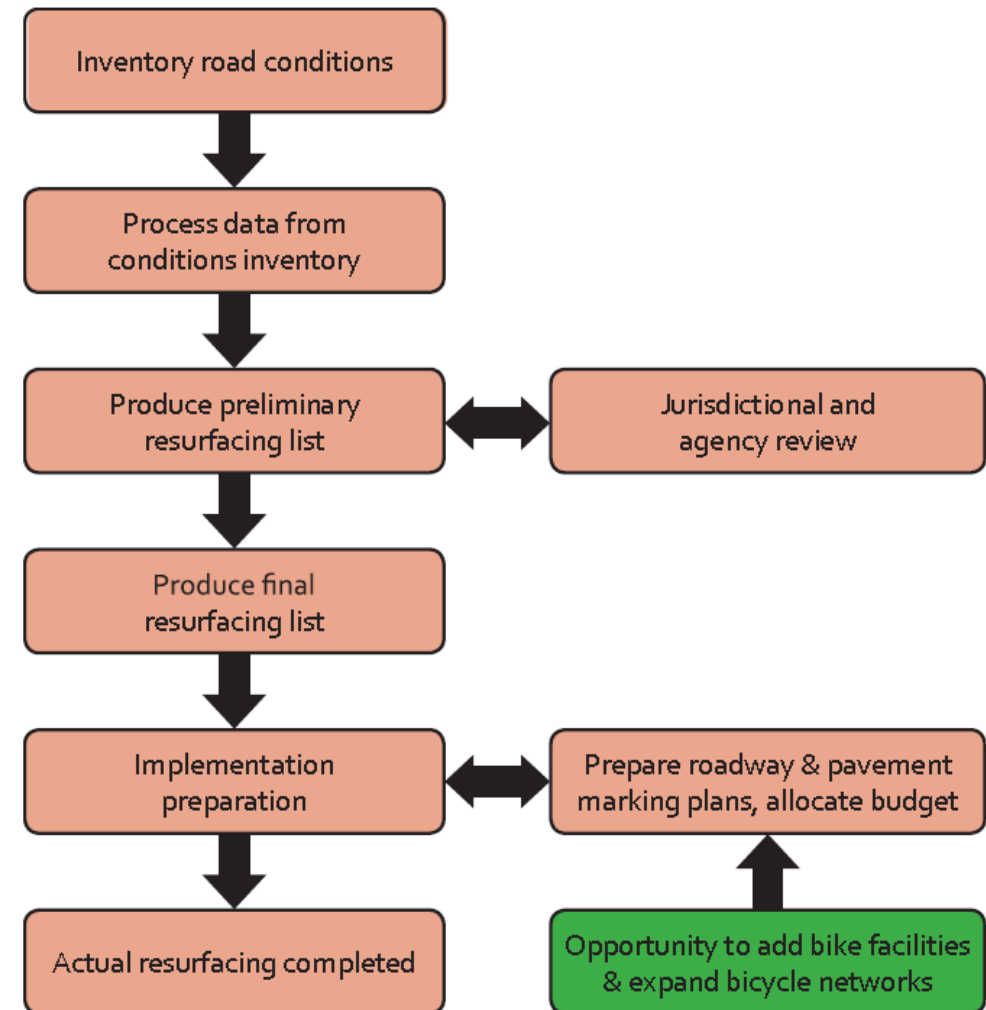 Inventory road conditions
Process data from
conditions inventory
Produce preliminary
resurfacing list
Jurisdictional and
agency review
Produce final
resurfacing list
Implementation
preparation
Prepare roadway & pavement
marking plans, allocate budget
Actual resurfacing completed
Opportunity to add bike facilities
& expand bicycle networks